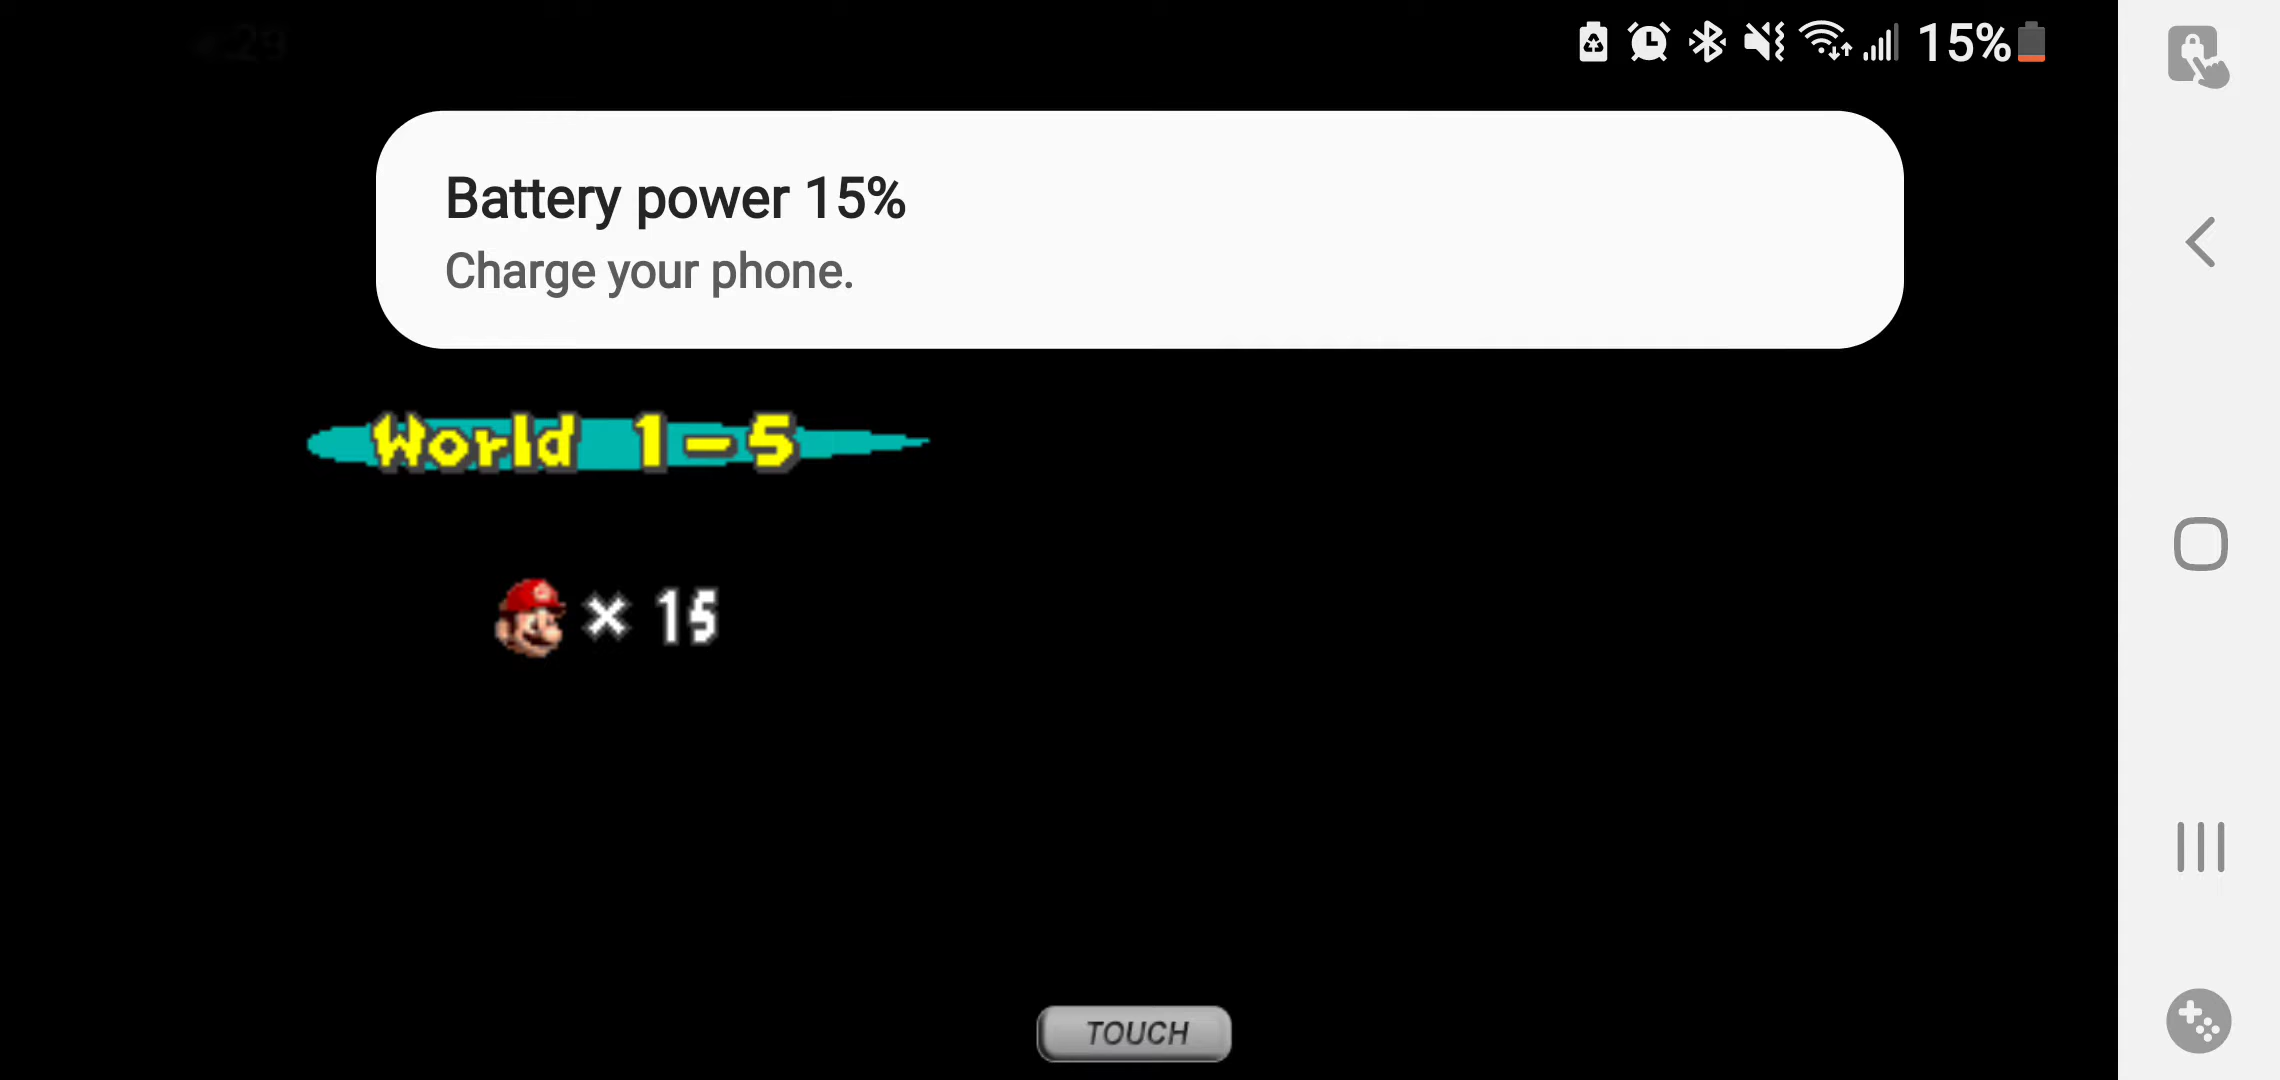 15%
Battery power 15%
Charge your phone.
World 1-5
× 15
TOUCH